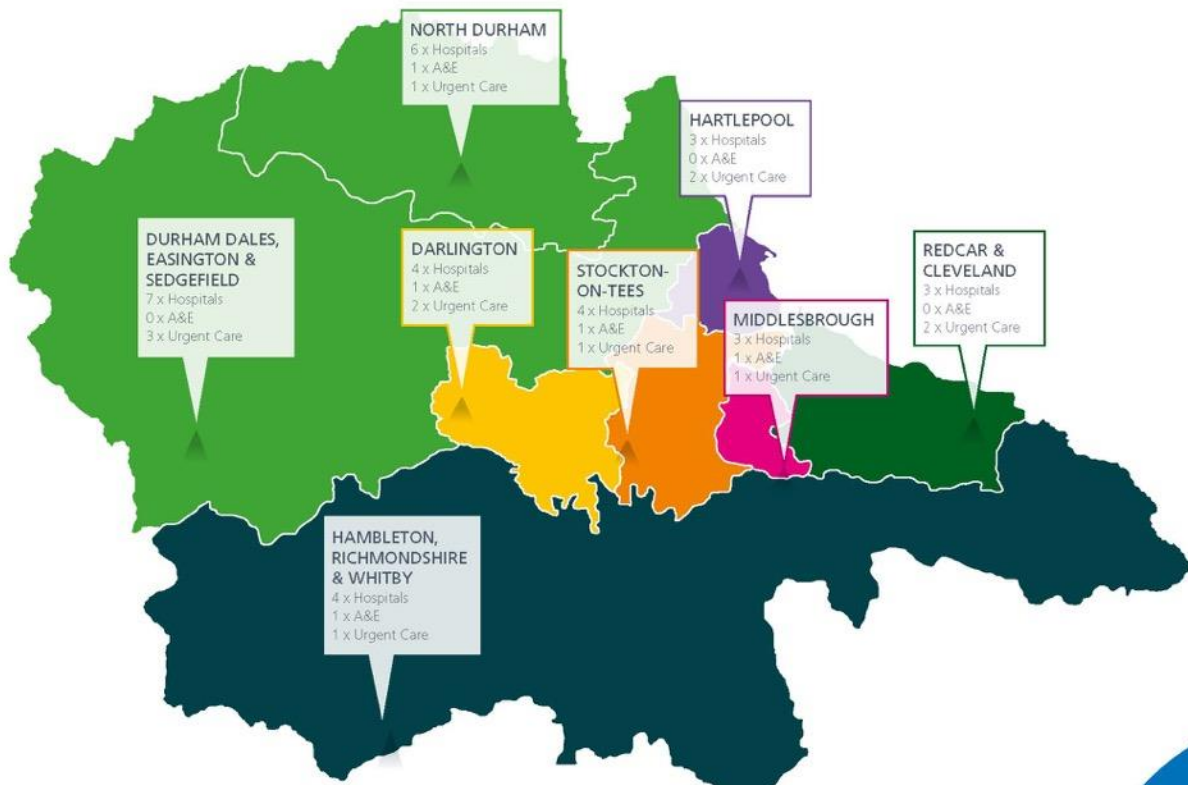 NORTH DURHAM
6 x Hospitals
1 x A&E
1 x Urgent Care
HARTLEPOOL
3 x Hospitals
0 x A&E
2 x Urgent Care
DURHAM DALES,
EASINGTON &
SEDGEFIELD
7 x Hospitals
0 x A&E
3 x Urgent Care
DARLINGTON
4 x Hospitals
1 x A&E
2 x Urgent Care
STOCKTON-
ON-TEES
4 x Hospitals
1 x A&E
1 x Urgent Care
MIDDLESBROUGH
3 x Hospitals
1 x A&E
1 x Urgent Care
REDCAR &
CLEVELAND
3 x Hospitals
0 x A&E
2 x Urgent Care
HAMBLETON,
RICHMONDSHIRE
& WHITBY
4 x Hospitals
1 x A&E
1 x Urgent Care